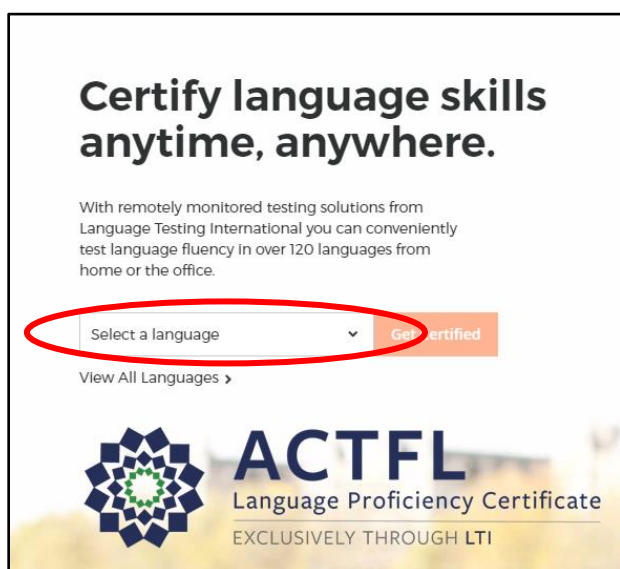 Certify language skills
anytime, anywhere.
With remotely monitored testing solutions from
Language Testing International you can conveniently
test language fluency in over 120 languages from
home or the office.
Select a language
Get Certified
View All Languages
ACTFL
Language Proficiency Certificate
EXCLUSIVELY THROUGH LTI